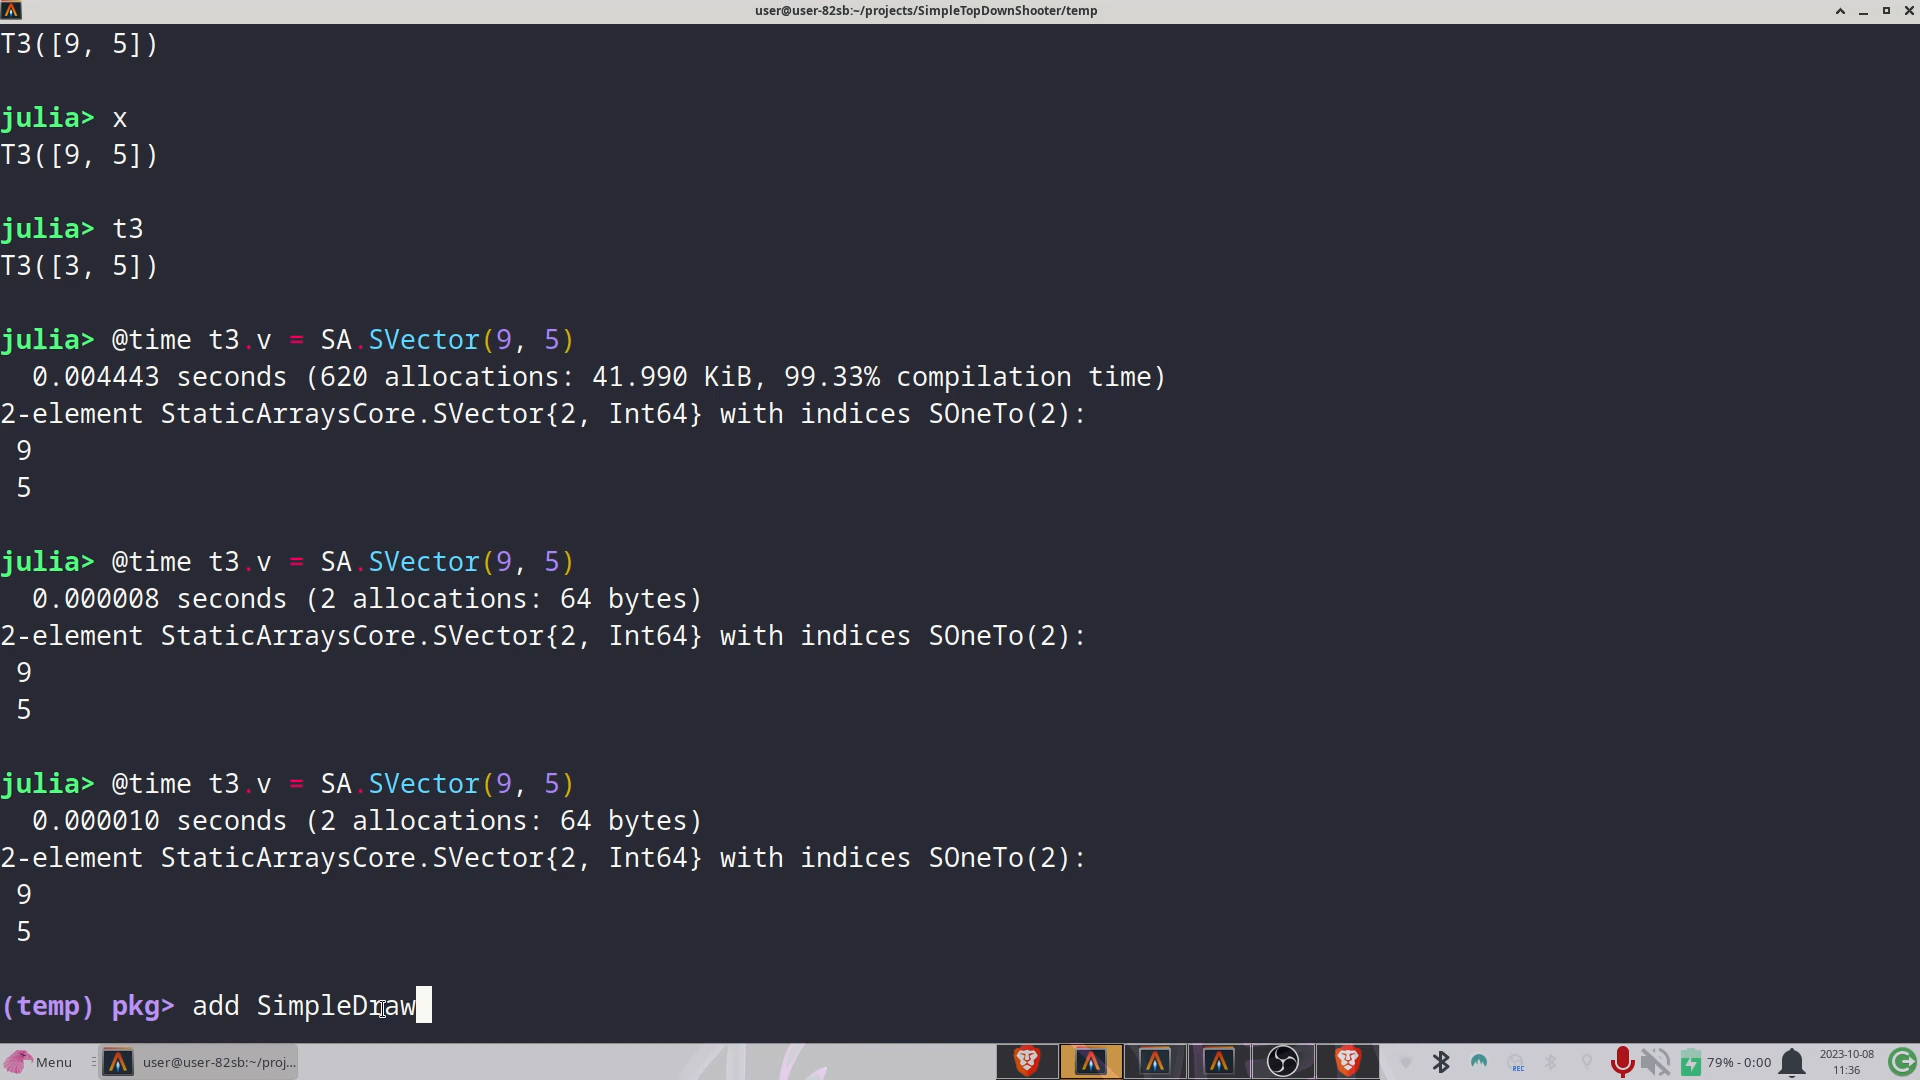 user@user-82sb:~/projects/SimpleTopDownShooter/temp
T3([9, 5])
julia> x
T3([9, 5])
julia> t3
T3([3, 5])
julia> @time t3.v = SA.SVector(9, 5)
  0.004443 seconds (620 allocations: 41.990 KiB, 99.33% compilation time)
2-element StaticArraysCore.SVector{2, Int64} with indices SOneTo(2):
 9
 5
julia> @time t3.v = SA.SVector(9, 5)
  0.000008 seconds (2 allocations: 64 bytes)
2-element StaticArraysCore.SVector{2, Int64} with indices SOneTo(2):
 9
 5
julia> @time t3.v = SA.SVector(9, 5)
  0.000010 seconds (2 allocations: 64 bytes)
2-element StaticArraysCore.SVector{2, Int64} with indices SOneTo(2):
 9
 5
(temp) pkg> add SimpleDraw
Menu
user@user-82sb:~/proj...
REC
79% - 0:00
2023-10-08
11:36